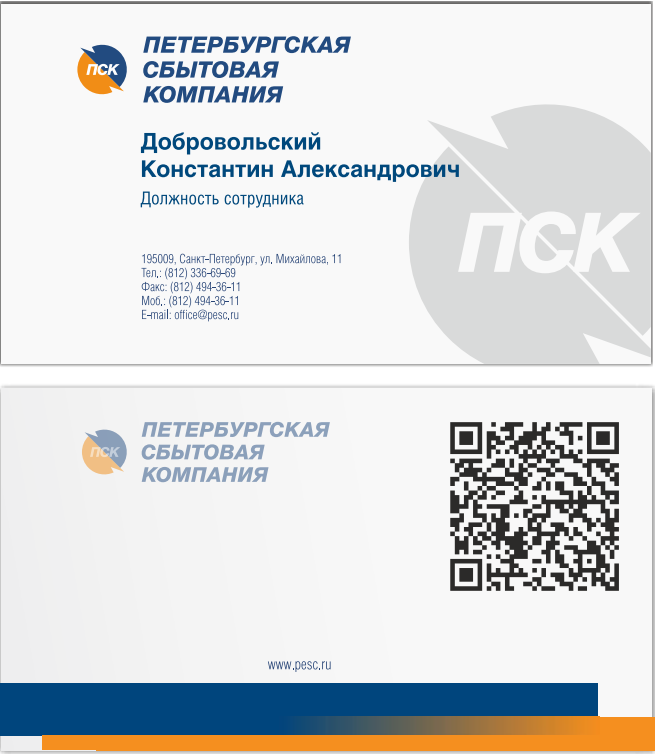 ПСК
ПЕТЕРБУРГСКАЯ
СБЫТОВАЯ
КОМПАНИЯ
Добровольский
Константин Александрович
Должность сотрудника
ПСК
195009, Санкт-Петербург, ул, Михайлова, 11
Тел,: (812) 336-69-69
Факс: (812) 494-36-11
Моб,: (812) 494-36-11
E-mail: office@pesc.ru
ПСК
ПЕТЕРБУРГСКАЯ
СБЫТОВАЯ
КОМПАНИЯ
www.pesc.ru